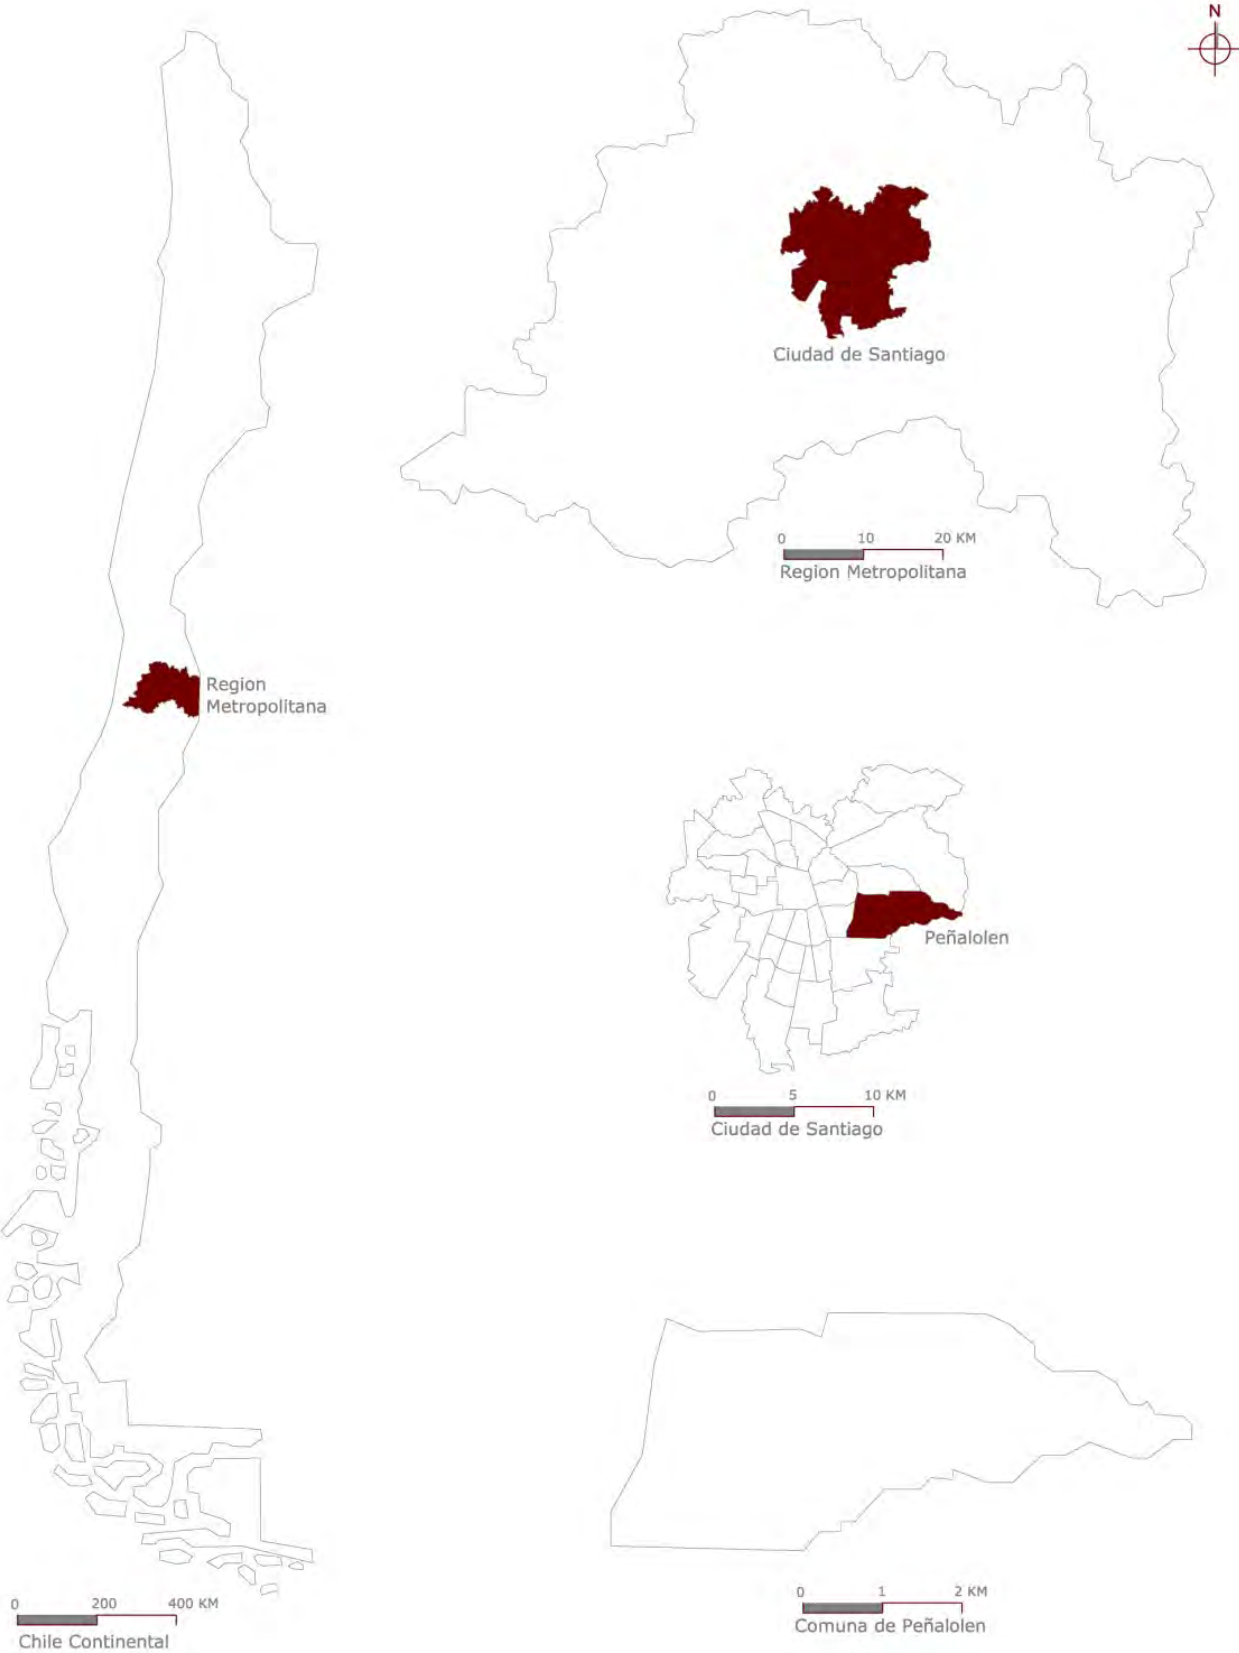 N
Ciudad de Santiago
0 10 20 KM
Region Metropolitana
Region
Metropolitana
Peñalolen
0 5 10 KM
Ciudad de Santiago
0 200 400 KM
Chile Continental
0 1 2 KM
Comuna de Peñalolen